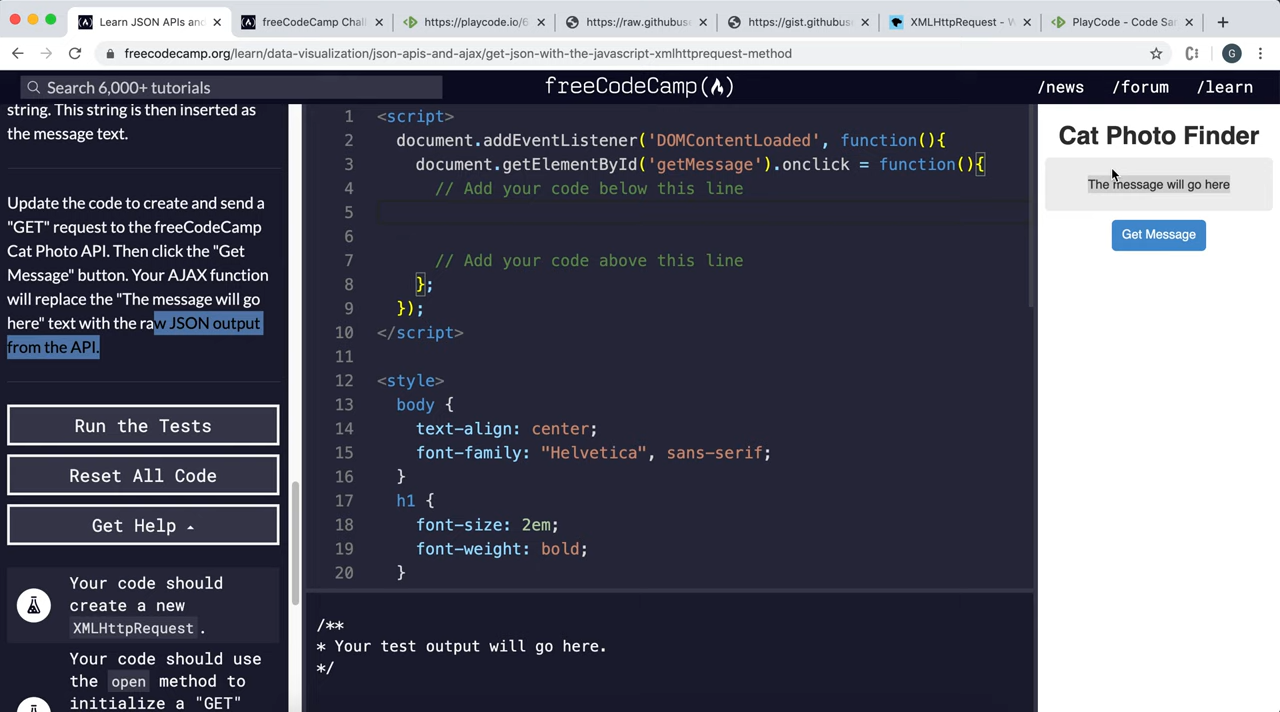 Learn JSON APIs and
freeCodeCamp Chall
https://playcode.io/6
https://raw.githubuse
https://gist.githubus
XMLHttpRequest - W
PlayCode - Code Sa
freecodecamp.org/learn/data-visualization/json-apis-and-ajax/get-json-with-the-javascript-xmlhttprequest-method
G
Search 6,000+ tutorials
freeCodeCamp
/news
/forum
/learn
string. This string is then inserted as
the message text.
Update the code to create and send a
"GET" request to the freeCodeCamp
Cat Photo API. Then click the "Get
Message" button. Your AJAX function
will replace the "The message will go
here" text with the raw JSON output
from the API.
Run the Tests
Reset All Code
Get Help
Your code should
create a new
XMLHttpRequest.
Your code should use
the open method to
initialize a "GET"
1 <script>
2 document.addEventListener('DOMContentLoaded', function(){
3 document.getElementById('getMessage').onclick = function(){
4 // Add your code below this line
5
6
7 // Add your code above this line
8 };
9 });
10 </script>
11
12 <style>
13 body {
14 text-align: center;
15 font-family: "Helvetica", sans-serif;
16 }
17 h1 {
18 font-size: 2em;
19 font-weight: bold;
20 }
/**
* Your test output will go here.
*/
Cat Photo Finder
The message will go here
Get Message